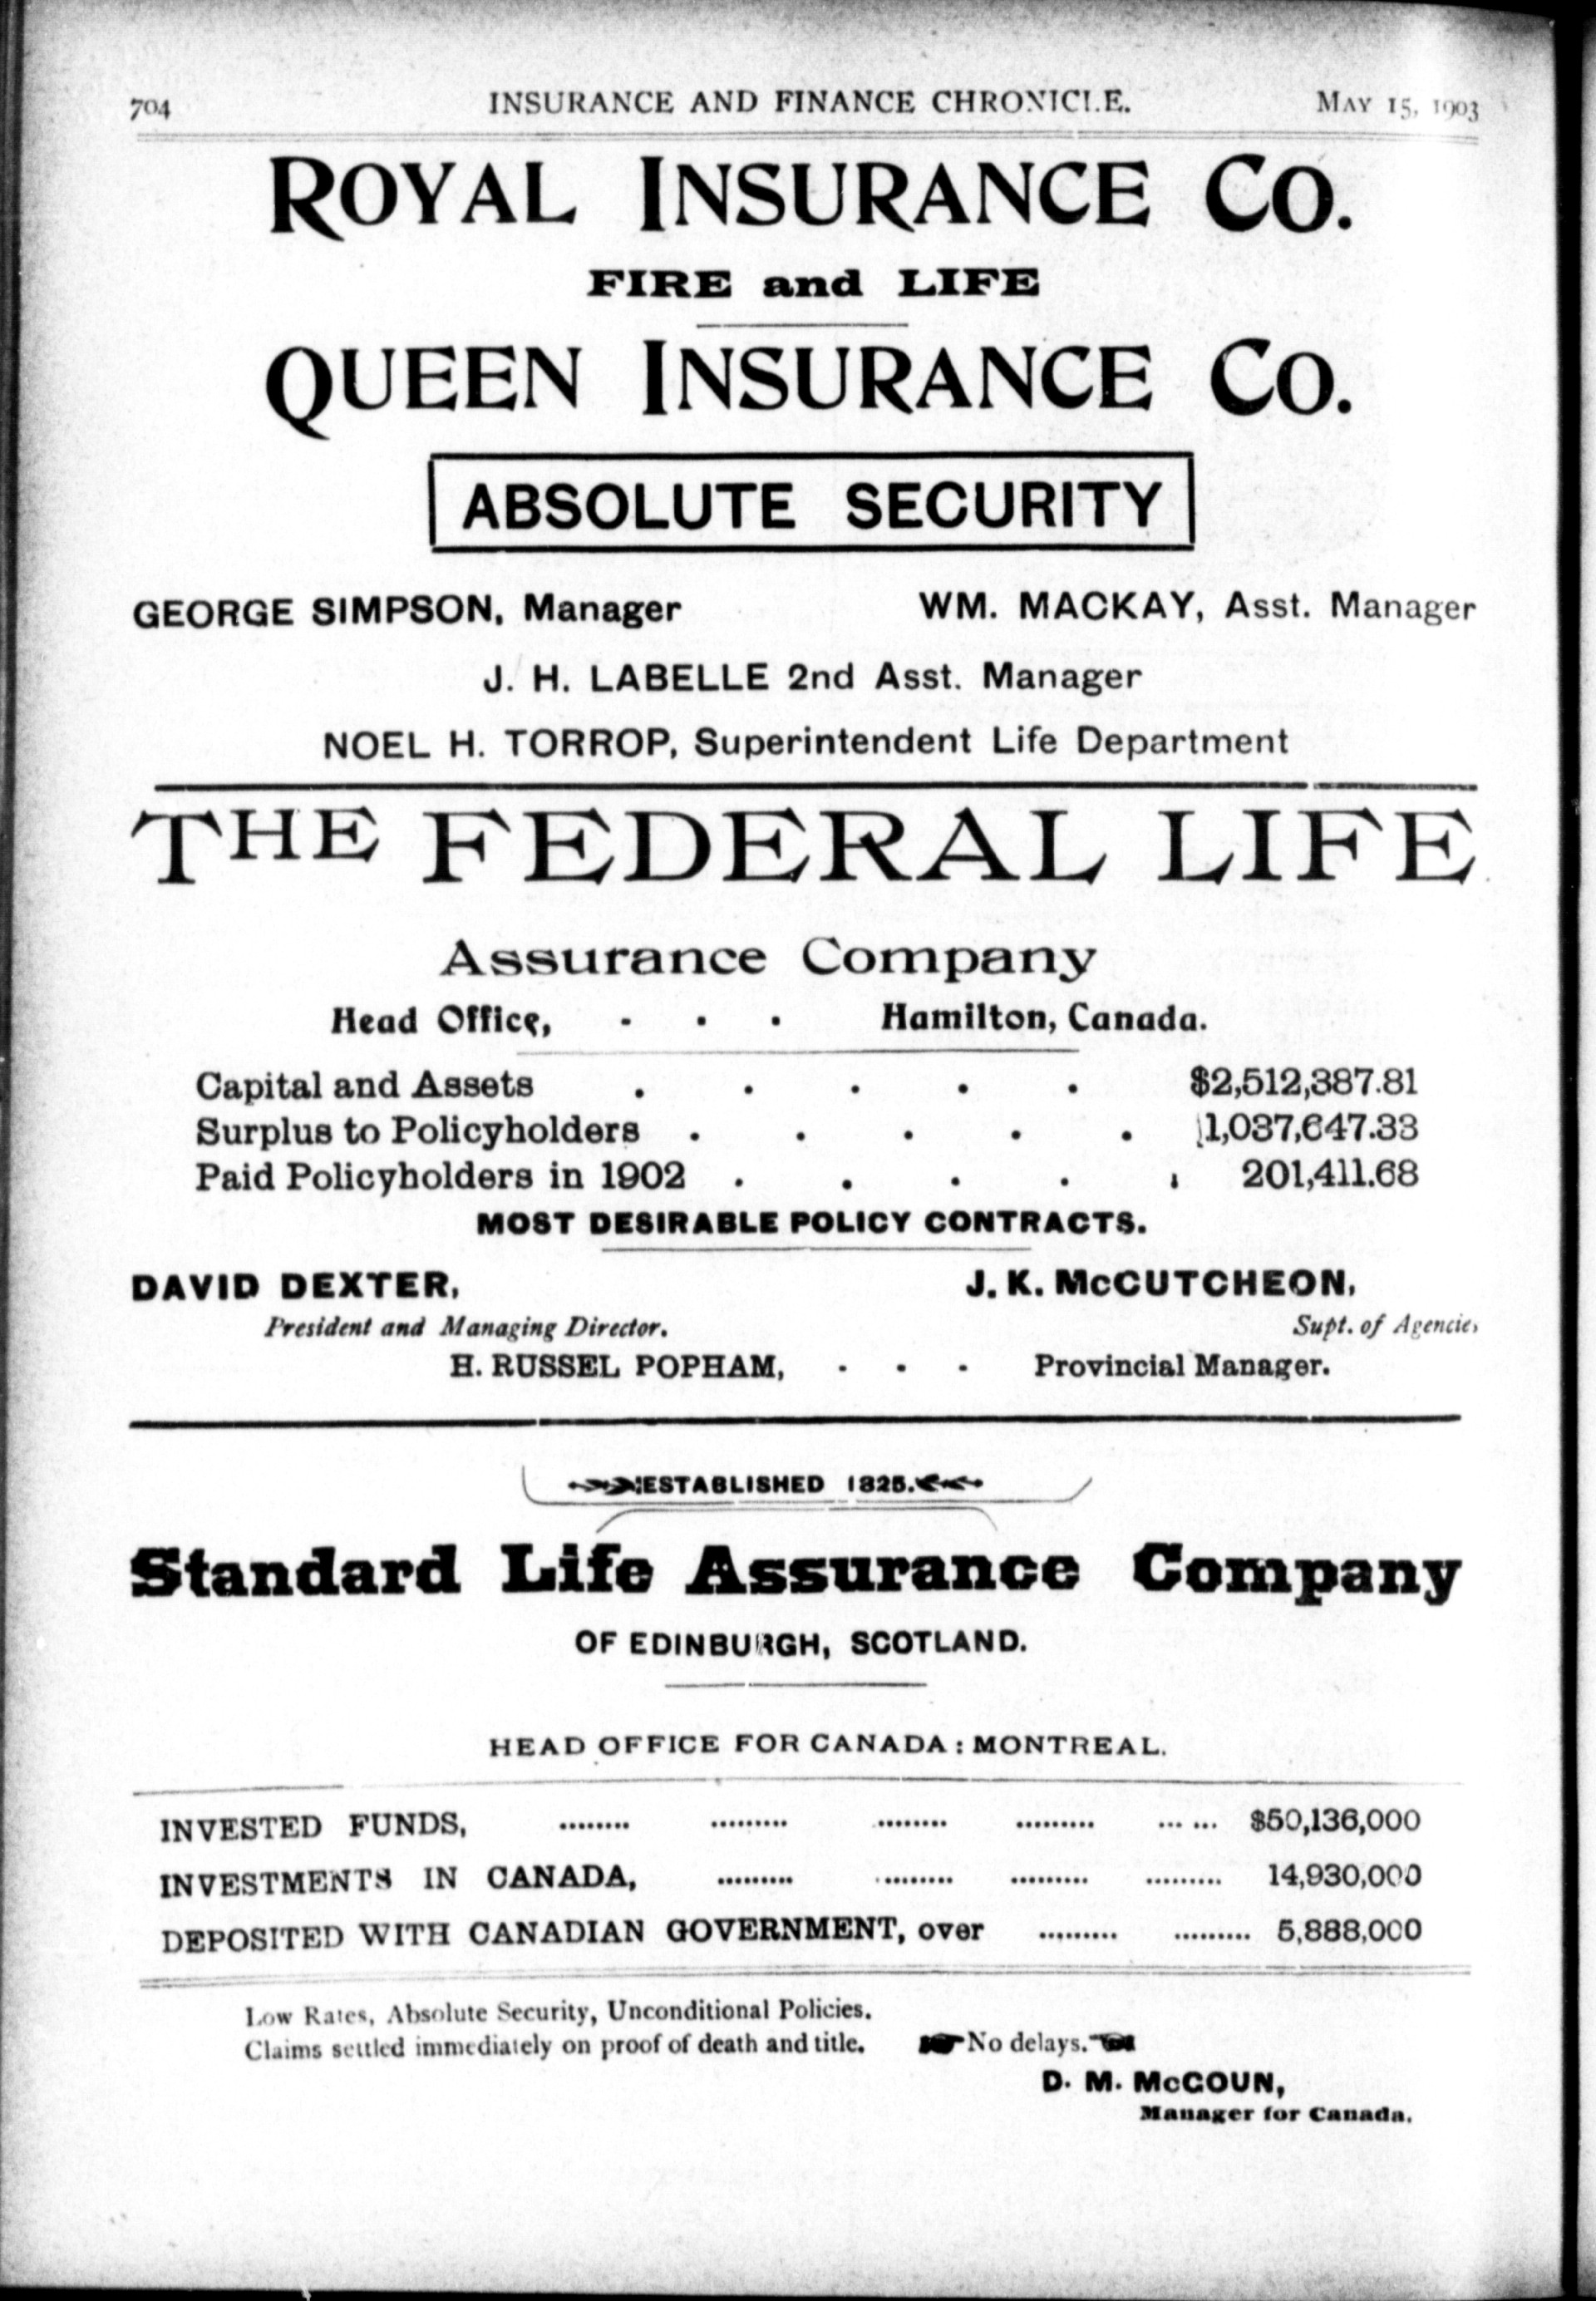 704 INSURANCE AND FINANCE CHRONICLE. MAY 15, 1903
ROYAL INSURANCE CO.
FIRE and LIFE
QUEEN INSURANCE CO.
ABSOLUTE SECURITY
GEORGE SIMPSON, Manager WM. MACKAY, Asst. Manager
J. H. LABELLE 2nd Asst. Manager
NOEL H. TORROP, Superintendent Life Department
THE FEDERAL LIFE
Assurance Company
Head Office, - - - Hamilton, Canada.
Capital and Assets . . . . . $2,512,387.81
Surplus to Policyholders . . . . . 1,037,647.33
Paid Policyholders in 1902 . . . . . 201,411.68
MOST DESIRABLE POLICY CONTRACTS.
DAVID DEXTER, J. K. McCUTCHEON,
President and Managing Director. Supt. of Agencies
H. RUSSEL POPHAM, - - - Provincial Manager.
ESTABLISHED 1825.
Standard Life Assurance Company
OF EDINBURGH, SCOTLAND.
HEAD OFFICE FOR CANADA: MONTREAL.
INVESTED FUNDS, ........ ......... ........ ......... ... ... $50,136,000
INVESTMENTS IN CANADA, ......... ......... ......... ......... 14,930,000
DEPOSITED WITH CANADIAN GOVERNMENT, over ......... ......... 5,888,000
Low Rates, Absolute Security, Unconditional Policies.
Claims settled immediately on proof of death and title. No delays.
D. M. McGOUN,
Manager for Canada.